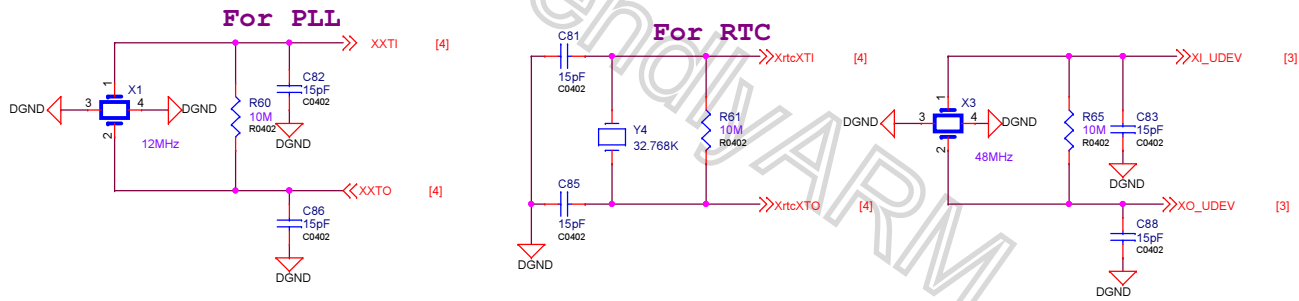 For PLL
XXTI [4]
X1
1
2
3
4
DGND
DGND
12MHz
R60
10M
R0402
C82
15pF
C0402
DGND
XXTO [4]
C86
15pF
C0402
DGND
For RTC
C81
15pF
C0402
XrtcXTI [4]
Y4
32.768K
R61
10M
R0402
C85
15pF
C0402
XrtcXTO [4]
DGND
XI_UDEV [3]
X3
1
2
3
4
DGND
DGND
48MHz
R65
10M
R0402
C83
15pF
C0402
DGND
XO_UDEV [3]
C88
15pF
C0402
DGND
endlyARM